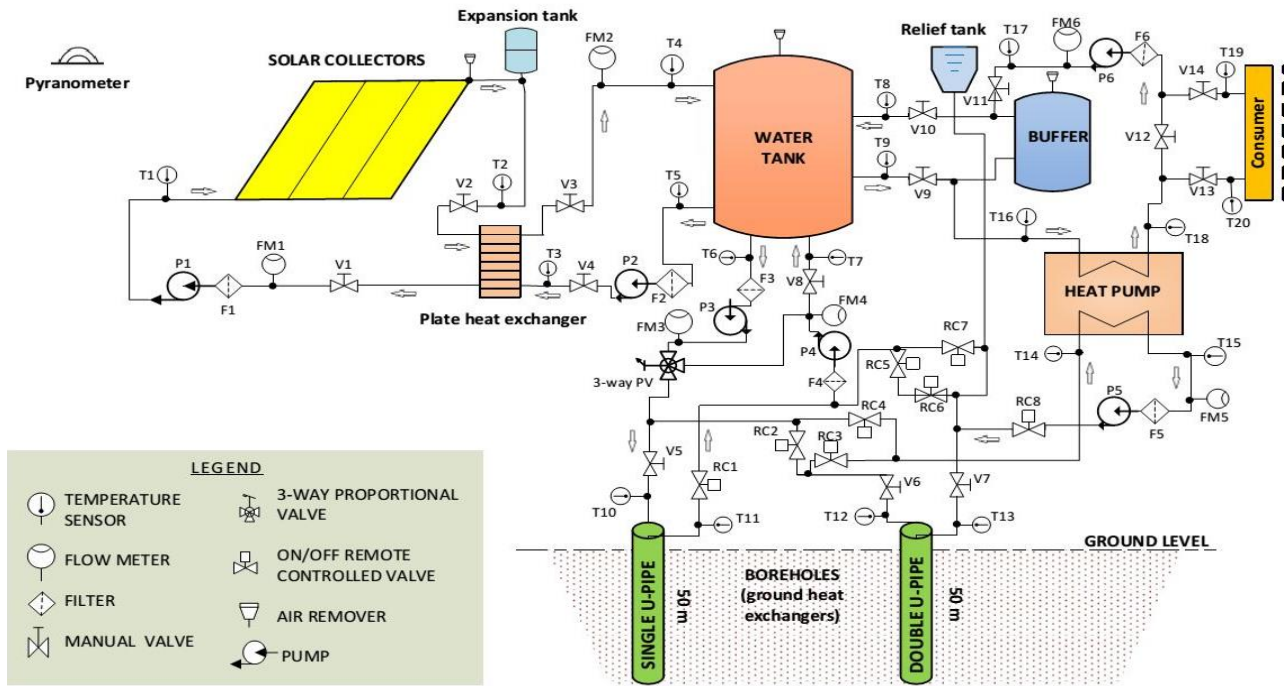 Expansion tank
FM2
T4
Relief tank
T17
FM6
F6
P6
T19
V14
Pyranometer
SOLAR COLLECTORS
T8
V11
V10
WATER
TANK
BUFFER
V12
Consumer
T1
V2
T2
V3
T5
T9
V9
V13
T20
T16
T18
P1
FM1
F1
V1
T3
V4
P2
F2
Plate heat exchanger
T6
F3
T7
V8
P3
FM3
FM4
P4
F4
3-way PV
HEAT PUMP
RC7
RC5
RC6
T14
T15
RC8
P5
F5
FM5
RC4
RC2
RC3
V5
RC1
V6
V7
T10
T11
T12
T13
GROUND LEVEL
SINGLE U-PIPE
50 m
BOREHOLES
(ground heat
exchangers)
DOUBLE U-PIPE
50 m
LEGEND
TEMPERATURE
SENSOR
3-WAY PROPORTIONAL
VALVE
FLOW METER
ON/OFF REMOTE
CONTROLLED VALVE
FILTER
AIR REMOVER
MANUAL VALVE
PUMP